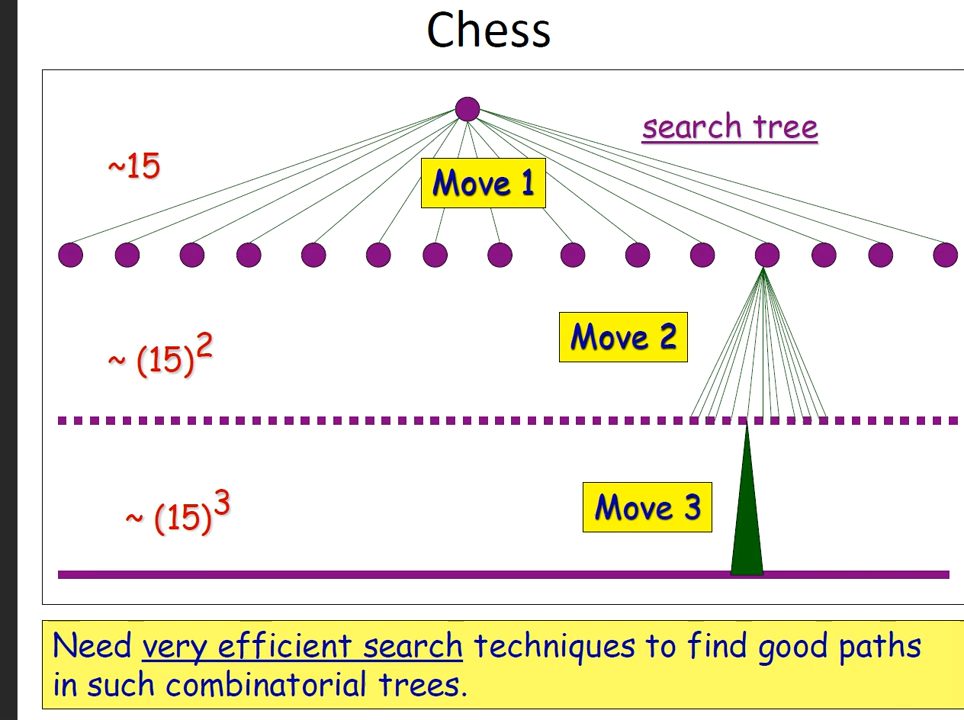 Chess
search tree
~15
Move 1
Move 2
~ (15)2
Move 3
~ (15)3
Need very efficient search techniques to find good paths
in such combinatorial trees.